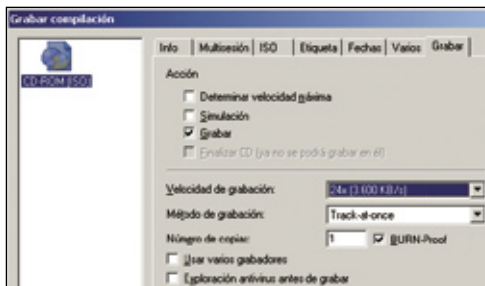 Grabar compilación
CD-ROM (ISO)
Info Multisesión ISO Etiqueta Fechas Varios Grabar
Acción
Determinar velocidad máxima
Simulación
Grabar
Finalizar CD (ya no se podrá grabar en él)
Velocidad de grabación: 24x (3.600 KB/s)
Método de grabación: Track-at-once
Número de copias: 1 BURN-Proof
Usar varios grabadores
Exploración antivirus antes de grabar